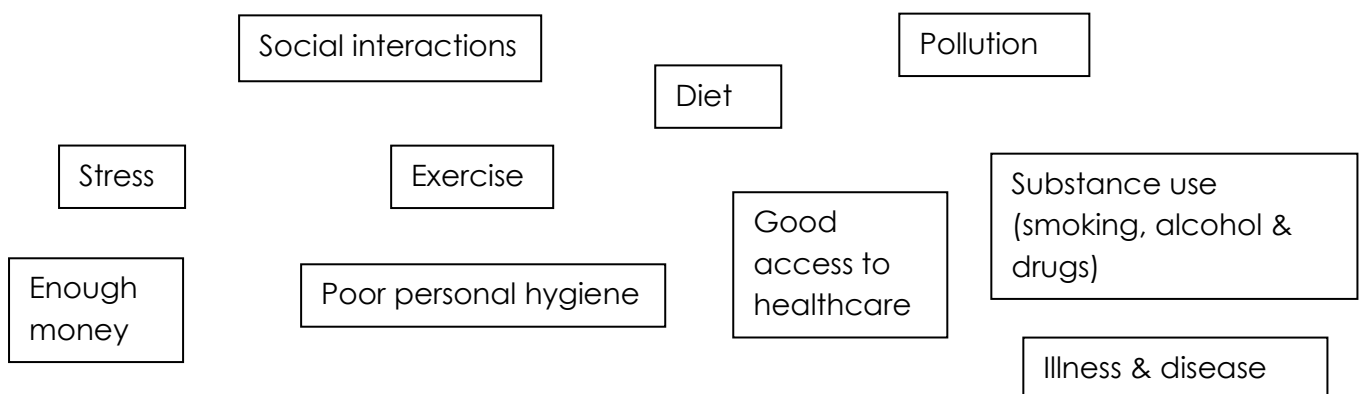 Social interactions
Pollution
Diet
Stress
Exercise
Substance use
(smoking, alcohol &
drugs)
Good
access to
healthcare
Enough
money
Poor personal hygiene
Illness & disease